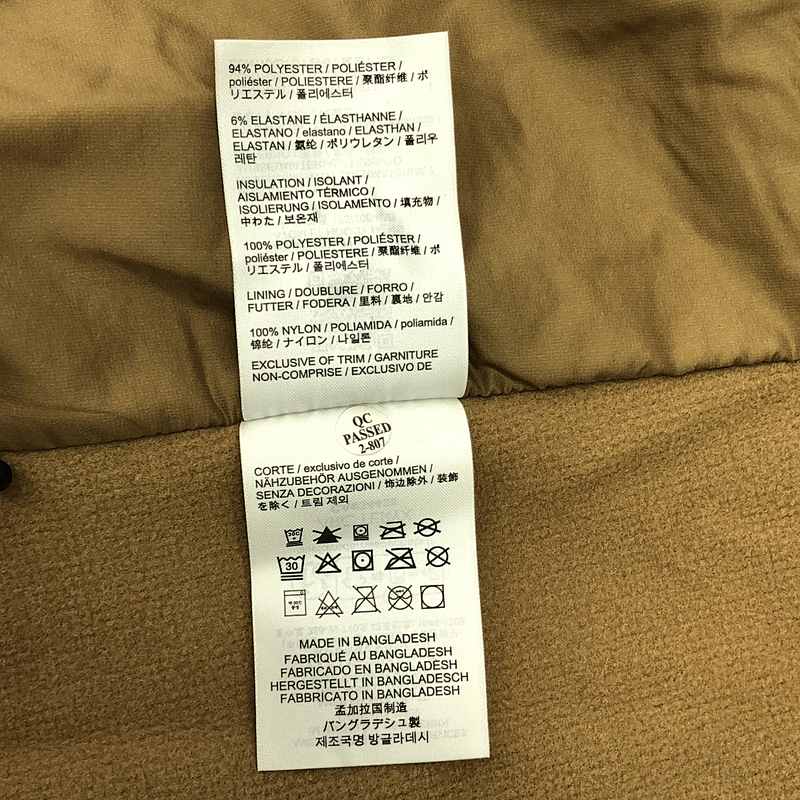 94% POLYESTER / POLIÉSTER /
poliéster / POLIESTERE / 聚酯纤维 / ポ
リエステル / 폴리에스터
6% ELASTANE / ÉLASTHANNE /
ELASTANO / elastano / ELASTHAN /
ELASTAN / 氨纶 / ポリウレタン / 폴리우
레탄
INSULATION / ISOLANT /
AISLAMIENTO TÉRMICO /
ISOLIERUNG / ISOLAMENTO / 填充物 /
中わた / 보온재
100% POLYESTER / POLIÉSTER /
poliéster / POLIESTERE / 聚酯纤维 / ポ
リエステル / 폴리에스터
LINING / DOUBLURE / FORRO /
FUTTER / FODERA / 里料 / 裏地 / 안감
100% NYLON / POLIAMIDA / poliamida /
锦纶 / ナイロン / 나일론
EXCLUSIVE OF TRIM / GARNITURE
NON-COMPRISE / EXCLUSIVO DE
QC
PASSED
2-807
CORTE / exclusivo de corte /
NÄHZUBEHÖR AUSGENOMMEN /
SENZA DECORAZIONI / 饰边除外 / 装飾
を除く / 트림 제외
30
MADE IN BANGLADESH
FABRIQUÉ AU BANGLADESH
FABRICADO EN BANGLADESH
HERGESTELLT IN BANGLADESCH
FABBRICATO IN BANGLADESH
孟加拉国制造
バングラデシュ製
제조국명 방글라데시